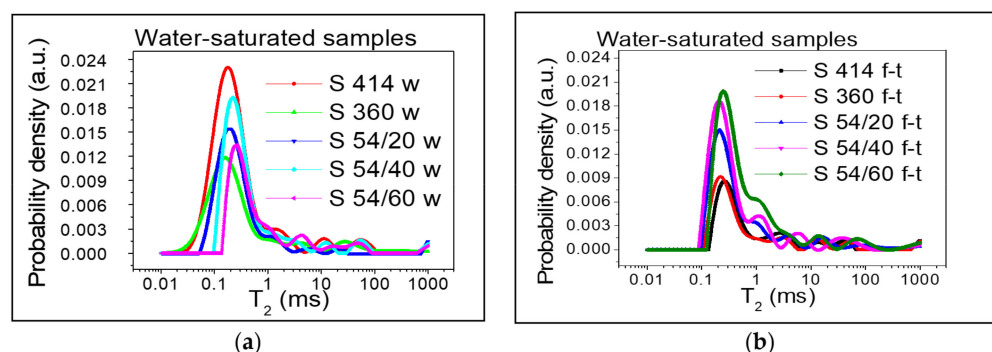 Water-saturated samples
Probability density (a.u.)
0.024
0.021
0.018
0.015
0.012
0.009
0.006
0.003
0.000
S 414 w
S 360 w
S 54/20 w
S 54/40 w
S 54/60 w
0.01 0.1 1 10 100 1000
T2 (ms)
(a)
Water-saturated samples
Probability density (a.u.)
0.024
0.021
0.018
0.015
0.012
0.009
0.006
0.003
0.000
S 414 f-t
S 360 f-t
S 54/20 f-t
S 54/40 f-t
S 54/60 f-t
0.01 0.1 1 10 100 1000
T2 (ms)
(b)